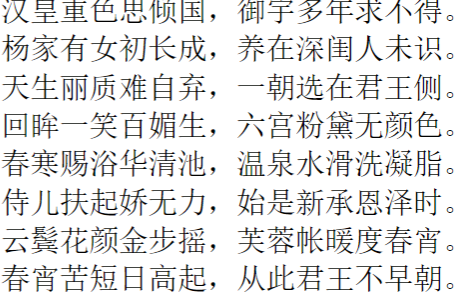 汉皇重色思倾国，御宇多年求不得。
杨家有女初长成，养在深闺人未识。
天生丽质难自弃，一朝选在君王侧。
回眸一笑百媚生，六宫粉黛无颜色。
春寒赐浴华清池，温泉水滑洗凝脂。
侍儿扶起娇无力，始是新承恩泽时。
云鬓花颜金步摇，芙蓉帐暖度春宵。
春宵苦短日高起，从此君王不早朝。